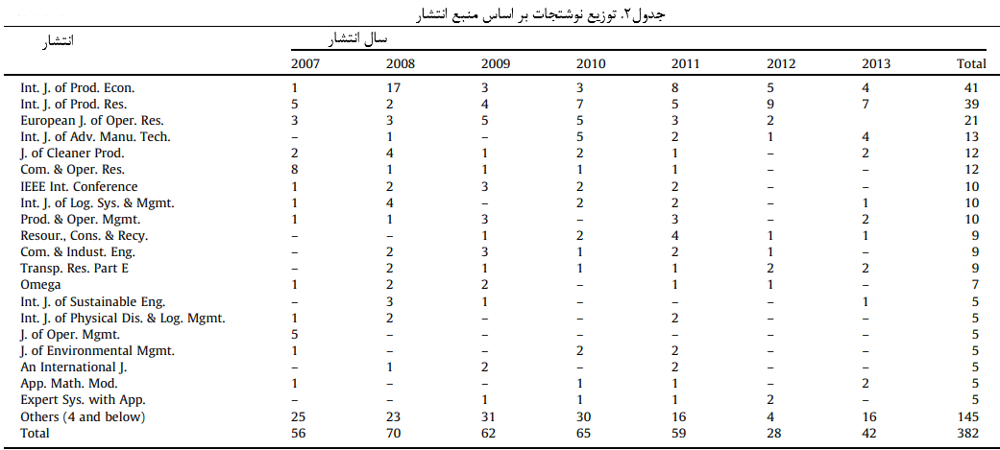 جدول۲. توزیع نوشتجات بر اساس منبع انتشار
انتشار سال انتشار
2007 2008 2009 2010 2011 2012 2013 Total
Int. J. of Prod. Econ. 1 17 3 3 8 5 4 41
Int. J. of Prod. Res. 5 2 4 7 5 9 7 39
European J. of Oper. Res. 3 3 5 5 3 2 21
Int. J. of Adv. Manu. Tech. – 1 – 5 2 1 4 13
J. of Cleaner Prod. 2 4 1 2 1 – 2 12
Com. & Oper. Res. 8 1 1 1 1 – – 12
IEEE Int. Conference 1 2 3 2 2 – – 10
Int. J. of Log. Sys. & Mgmt. 1 4 – 2 2 – 1 10
Prod. & Oper. Mgmt. 1 1 3 – 3 – 2 10
Resour., Cons. & Recy. – – 1 2 4 1 1 9
Com. & Indust. Eng. – 2 3 1 2 1 – 9
Transp. Res. Part E – 2 1 1 1 2 2 9
Omega 1 2 2 – 1 1 – 7
Int. J. of Sustainable Eng. – 3 1 – – – 1 5
Int. J. of Physical Dis. & Log. Mgmt. 1 2 – – 2 – – 5
J. of Oper. Mgmt. 5 – – – – – – 5
J. of Environmental Mgmt. 1 – – 2 2 – – 5
An International J. – 1 2 – 2 – – 5
App. Math. Mod. 1 – – 1 1 – 2 5
Expert Sys. with App. – – 1 1 1 2 – 5
Others (4 and below) 25 23 31 30 16 4 16 145
Total 56 70 62 65 59 28 42 382